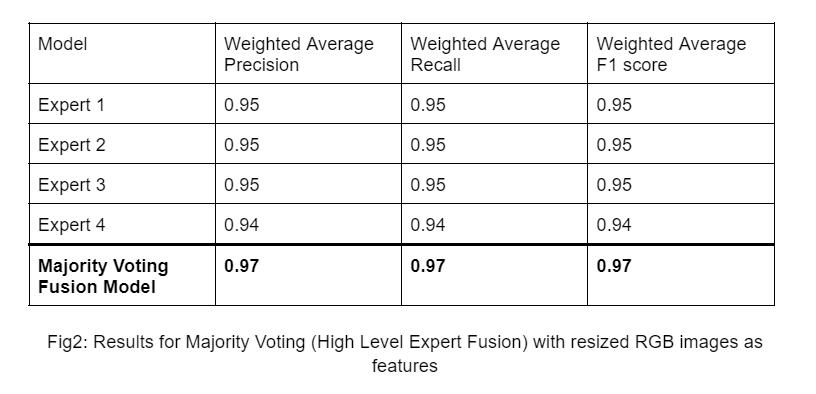 Model Weighted Average Precision Weighted Average Recall Weighted Average F1 score
Expert 1 0.95 0.95 0.95
Expert 2 0.95 0.95 0.95
Expert 3 0.95 0.95 0.95
Expert 4 0.94 0.94 0.94
Majority Voting Fusion Model 0.97 0.97 0.97
Fig2: Results for Majority Voting (High Level Expert Fusion) with resized RGB images as
features